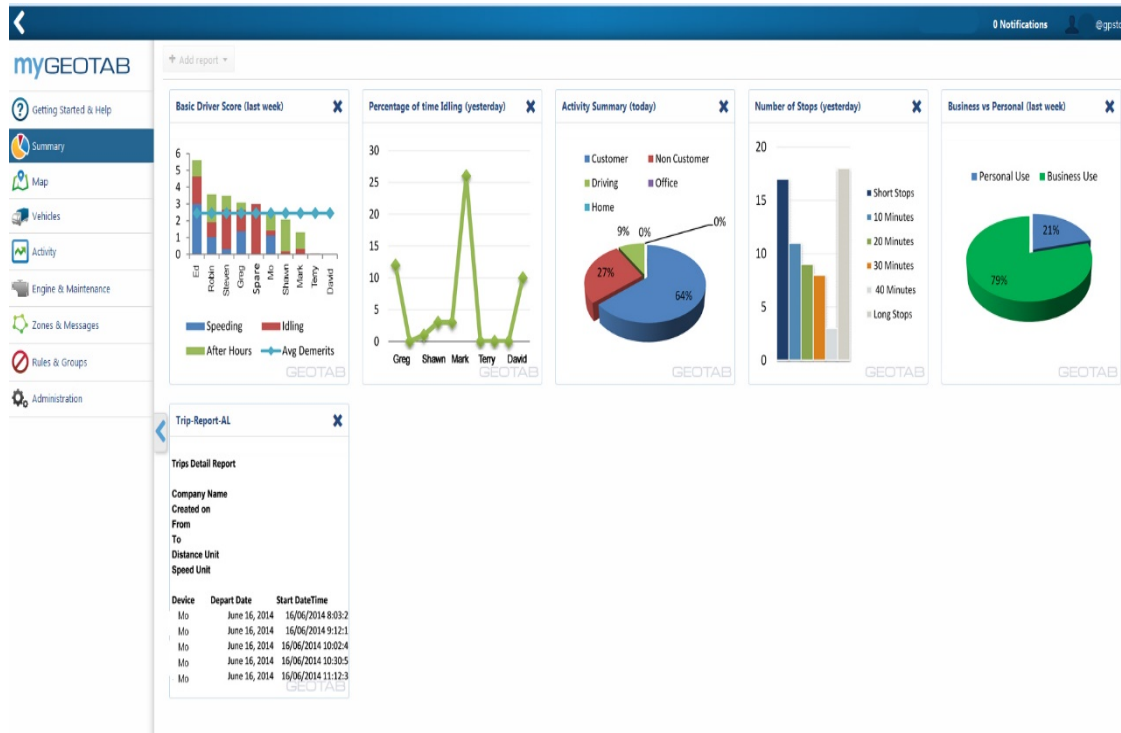 0 Notifications @gpsto
myGEOTAB
Add report
Getting Started & Help
Summary
Map
Vehicles
Activity
Engine & Maintenance
Zones & Messages
Rules & Groups
Administration
Basic Driver Score (last week)
6
5
4
3
2
1
0
Ed Robin Steven Greg Spare Mo Shawn Mark Terry David
Speeding Idling
After Hours Avg Demerits
GEOTAB
Percentage of time Idling (yesterday)
30
25
20
15
10
5
0
Greg Shawn Mark Terry David
GEOTAB
Activity Summary (today)
Customer Non Customer
Driving Office
Home
9% 0% 0%
27%
64%
GEOTAB
Number of Stops (yesterday)
20
15
10
5
0
Short Stops
10 Minutes
20 Minutes
30 Minutes
40 Minutes
Long Stops
GEOTAB
Business vs Personal (last week)
Personal Use Business Use
21%
79%
GEOTAB
Trip-Report-AL
Trips Detail Report
Company Name
Created on
From
To
Distance Unit
Speed Unit
Device Depart Date Start DateTime
Mo June 16, 2014 16/06/2014 8:03:2
Mo June 16, 2014 16/06/2014 9:12:1
Mo June 16, 2014 16/06/2014 10:02:4
Mo June 16, 2014 16/06/2014 10:30:5
Mo June 16, 2014 16/06/2014 11:12:3
GEOTAB